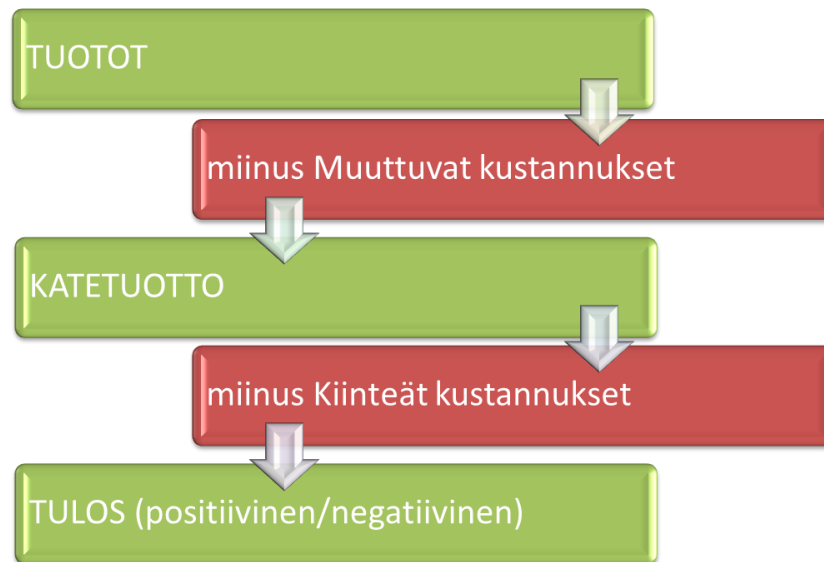 TUOTOT
miinus Muuttuvat kustannukset
KATETUOTTO
miinus Kiinteät kustannukset
TULOS (positiivinen/negatiivinen)